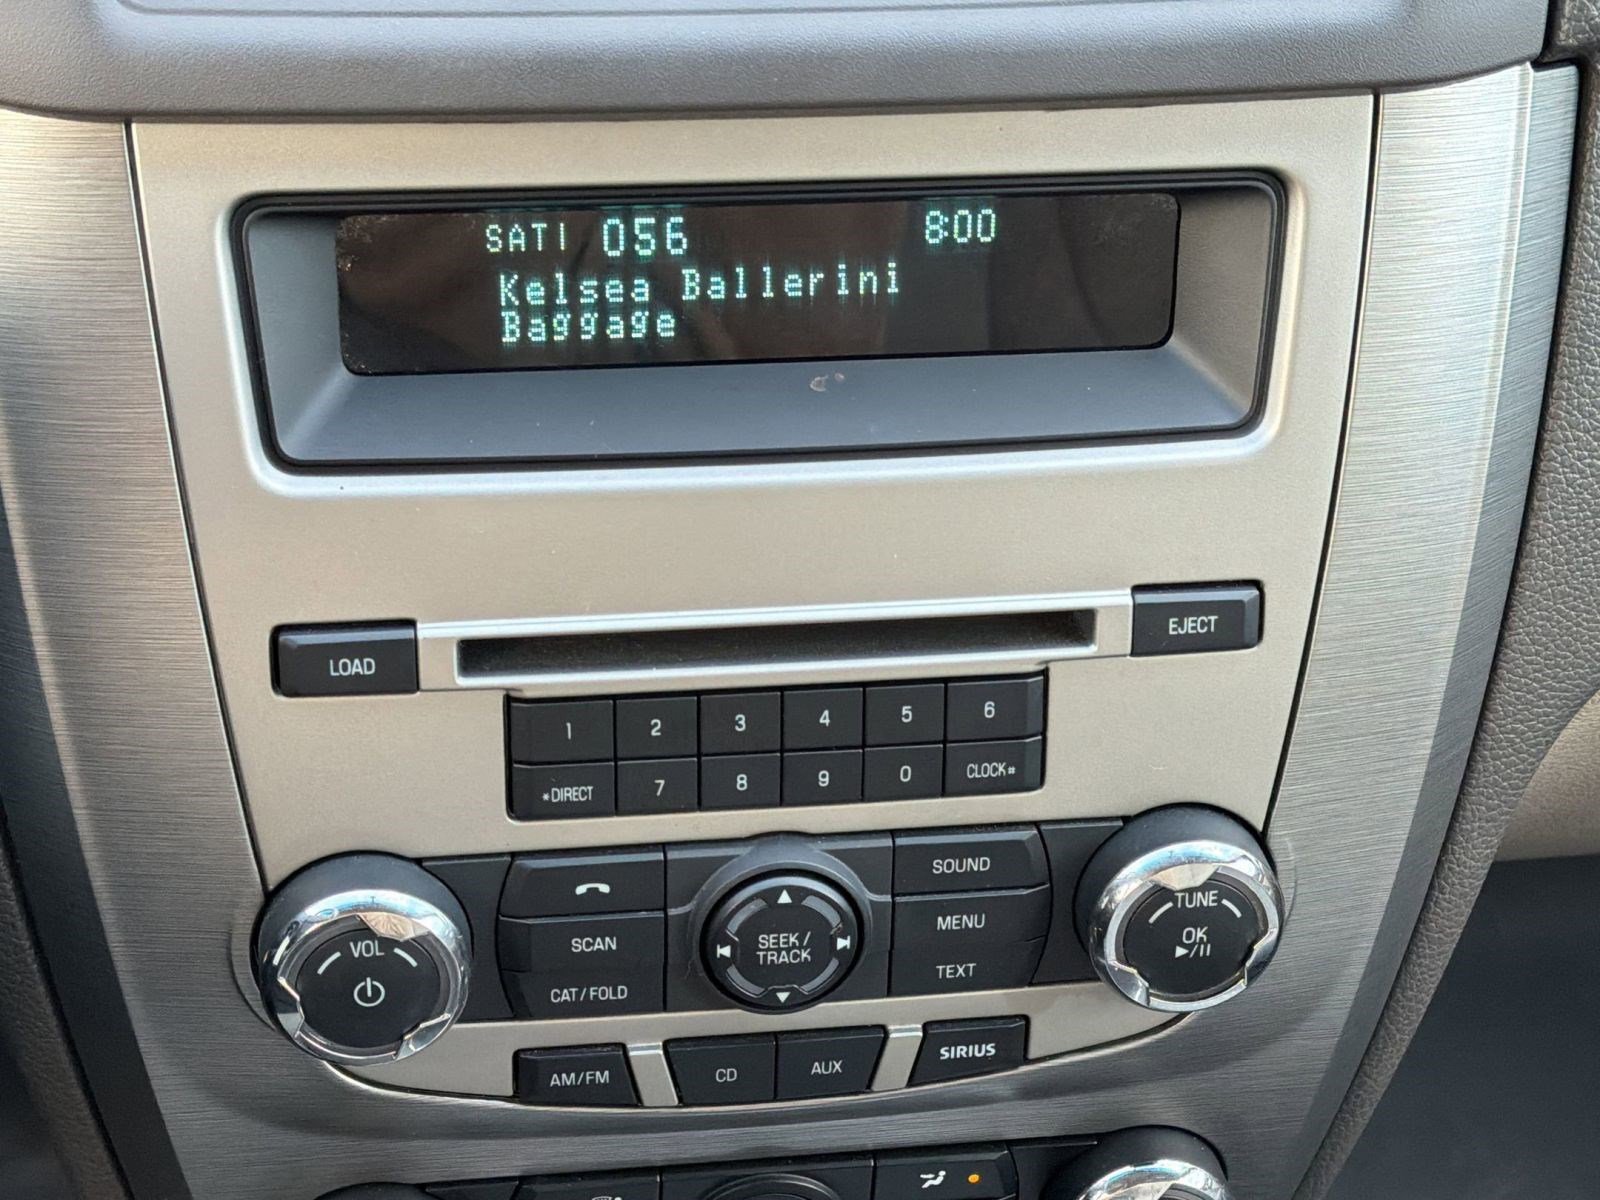 SAT1 056 8:00
Kelsea Ballerini
Baggage
LOAD
EJECT
1 2 3 4 5 6
*DIRECT 7 8 9 0 CLOCK#
VOL
SCAN
CAT/FOLD
SEEK/
TRACK
SOUND
MENU
TEXT
TUNE
OK
AM/FM CD AUX SIRIUS